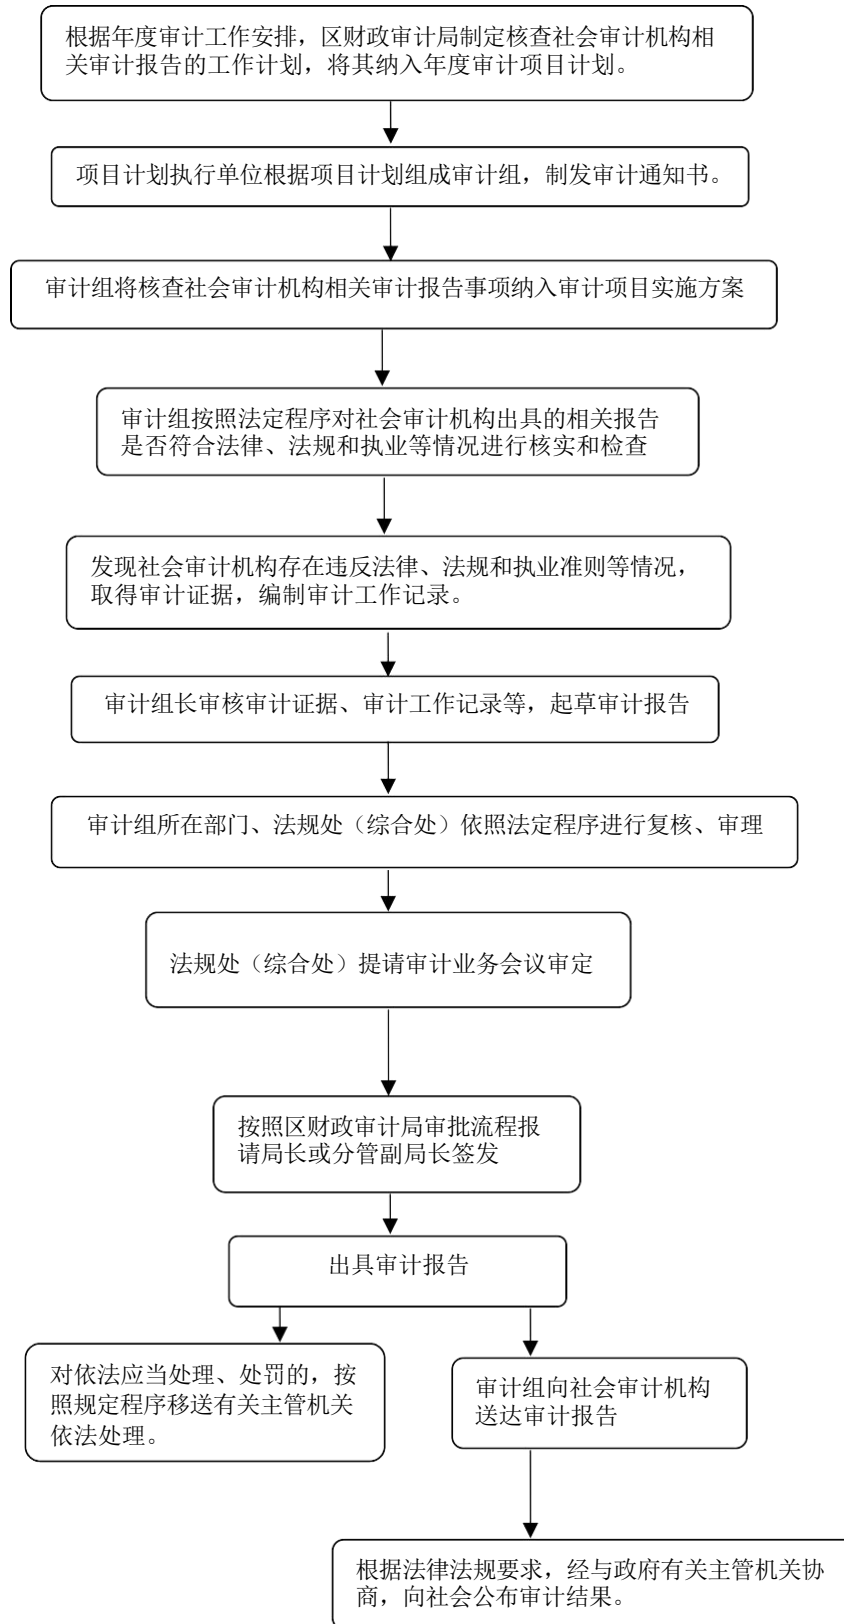 根据年度审计工作安排，区财政审计局制定核查社会审计机构相
关审计报告的工作计划，将其纳入年度审计项目计划。
项目计划执行单位根据项目计划组成审计组，制发审计通知书。
审计组将核查社会审计机构相关审计报告事项纳入审计项目实施方案
审计组按照法定程序对社会审计机构出具的相关报告
是否符合法律、法规和执业等情况进行核实和检查
发现社会审计机构存在违反法律、法规和执业准则等情况，
取得审计证据，编制审计工作记录。
审计组长审核审计证据、审计工作记录等，起草审计报告
审计组所在部门、法规处（综合处）依照法定程序进行复核、审理
法规处（综合处）提请审计业务会议审定
按照区财政审计局审批流程报
请局长或分管副局长签发
出具审计报告
对依法应当处理、处罚的，按
照规定程序移送有关主管机关
依法处理。
审计组向社会审计机构
送达审计报告
根据法律法规要求，经与政府有关主管机关协
商，向社会公布审计结果。